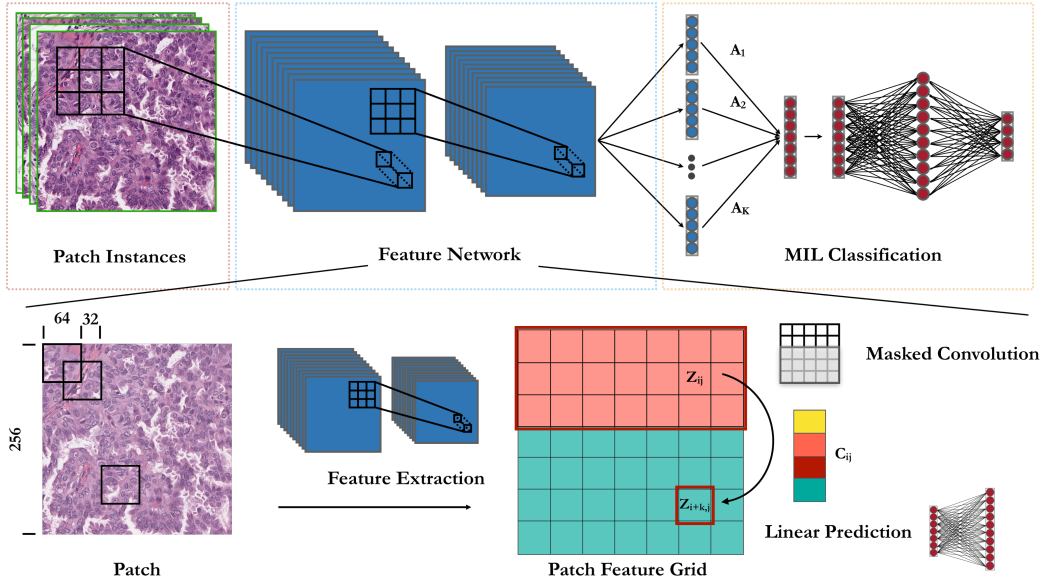 A1
A2
AK
Patch Instances
Feature Network
MIL Classification
64 32
256
Masked Convolution
Zij
Cij
Feature Extraction
Zi+k,j
Linear Prediction
Patch
Patch Feature Grid